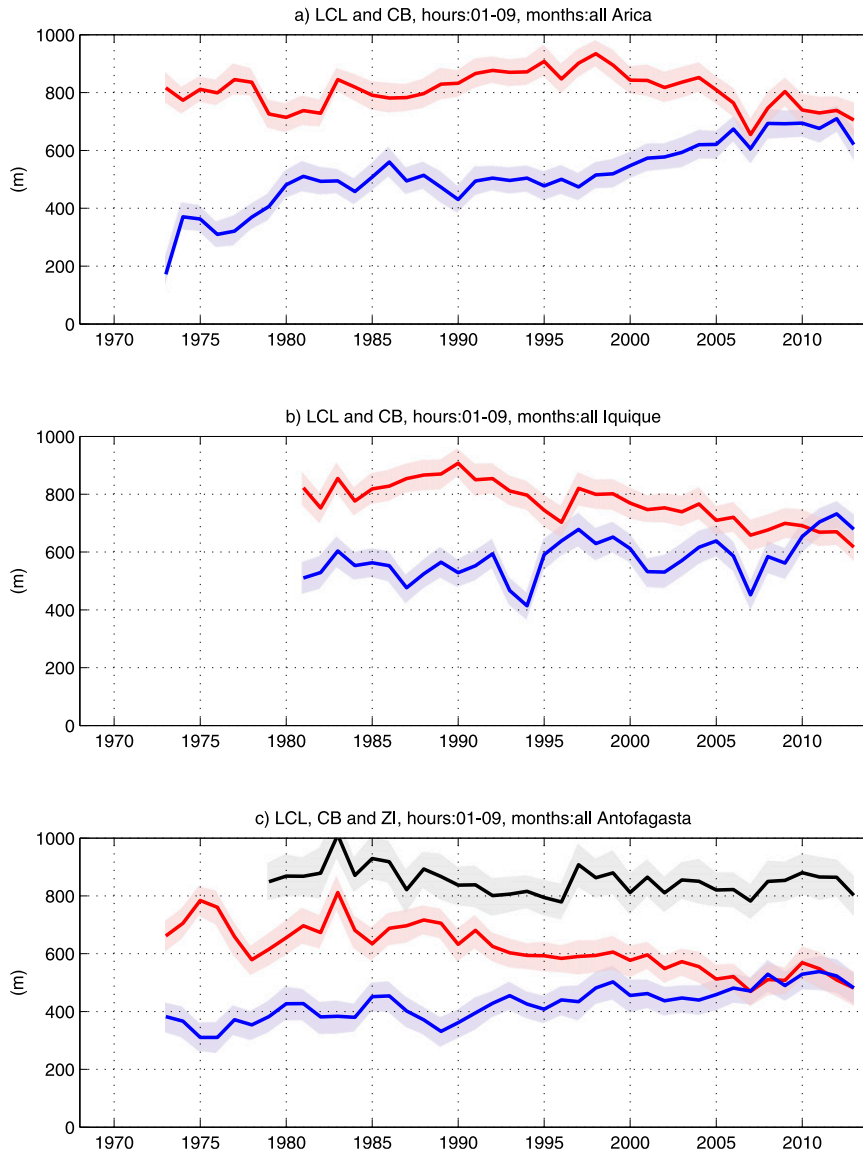 a) LCL and CB, hours:01-09, months:all Arica
1000
800
600
400
200
0
(m)
1970 1975 1980 1985 1990 1995 2000 2005 2010
b) LCL and CB, hours:01-09, months:all Iquique
1000
800
600
400
200
0
(m)
1970 1975 1980 1985 1990 1995 2000 2005 2010
c) LCL, CB and ZI, hours:01-09, months:all Antofagasta
1000
800
600
400
200
0
(m)
1970 1975 1980 1985 1990 1995 2000 2005 2010